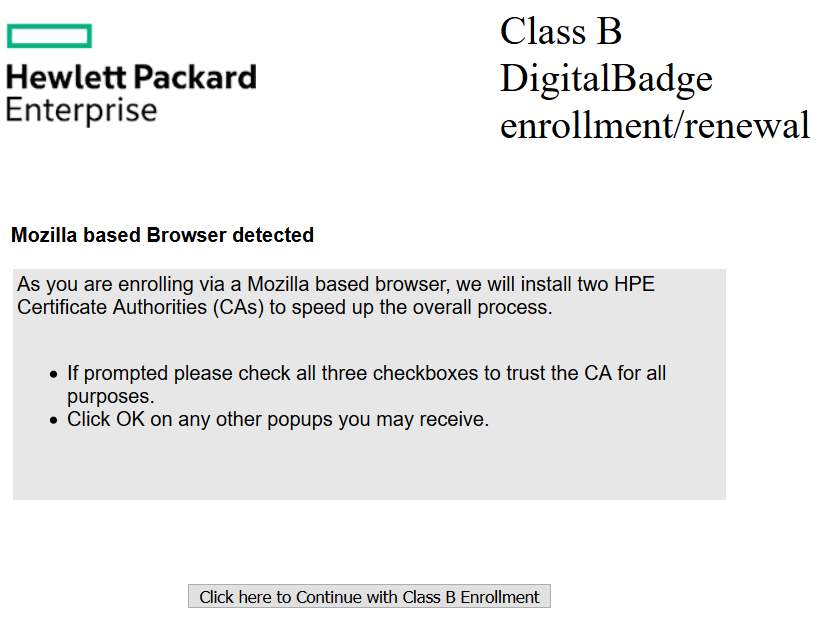 Hewlett Packard
Enterprise
Class B
DigitalBadge
enrollment/renewal
Mozilla based Browser detected
As you are enrolling via a Mozilla based browser, we will install two HPE
Certificate Authorities (CAs) to speed up the overall process.
• If prompted please check all three checkboxes to trust the CA for all
purposes.
• Click OK on any other popups you may receive.
Click here to Continue with Class B Enrollment